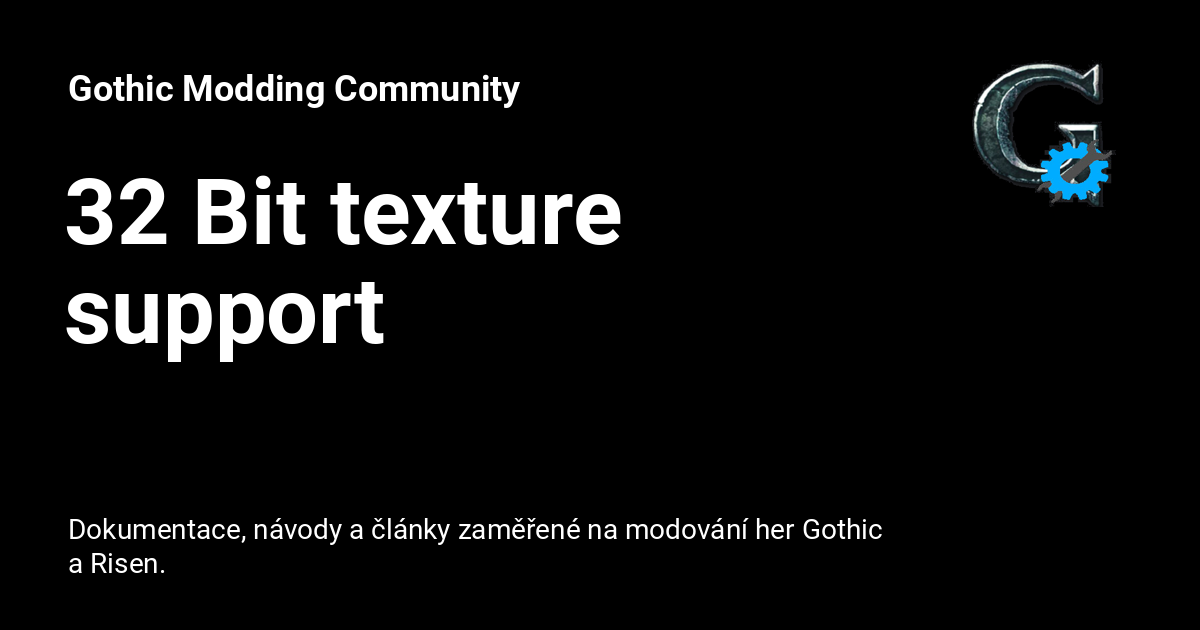 Gothic Modding Community
32 Bit texture
support
Dokumentace, návody a články zaměřené na modování her Gothic
a Risen.